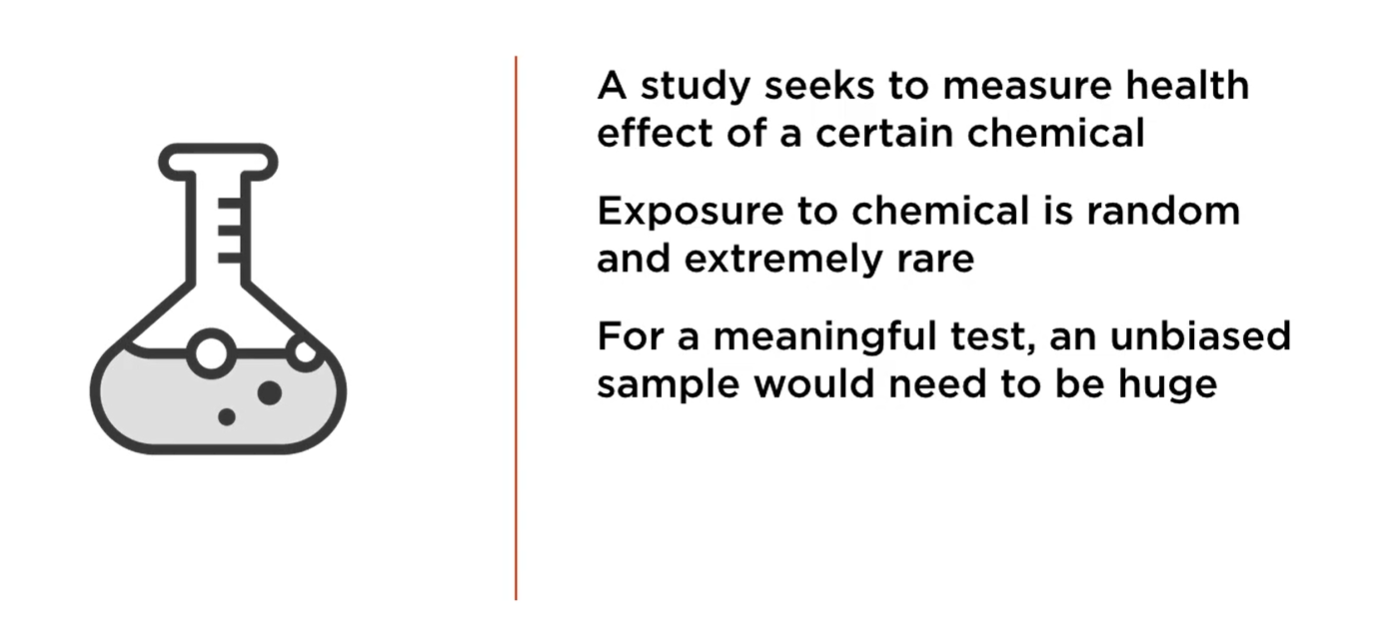 A study seeks to measure health
effect of a certain chemical
Exposure to chemical is random
and extremely rare
For a meaningful test, an unbiased
sample would need to be huge